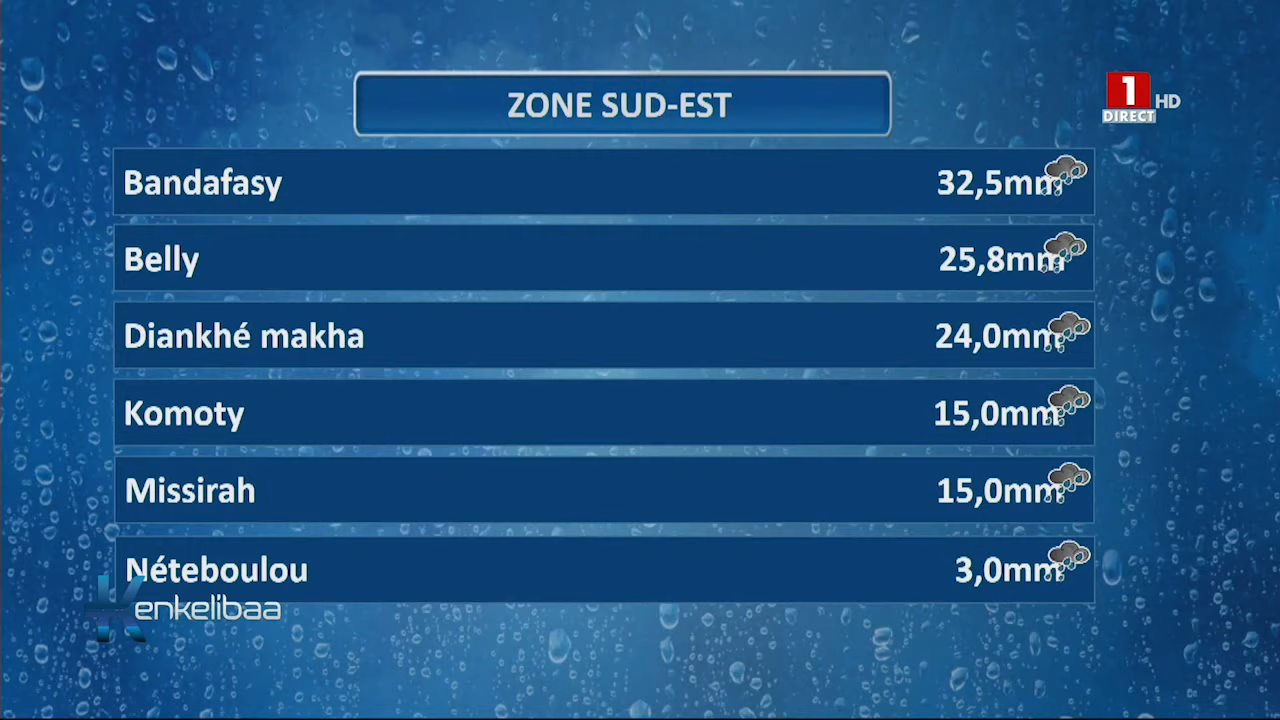 ZONE SUD-EST
1 HD
DIRECT
Bandafasy 32,5mm
Belly 25,8mm
Diankhé makha 24,0mm
Komoty 15,0mm
Missirah 15,0mm
Néteboulou 3,0mm
Kenkelibaa